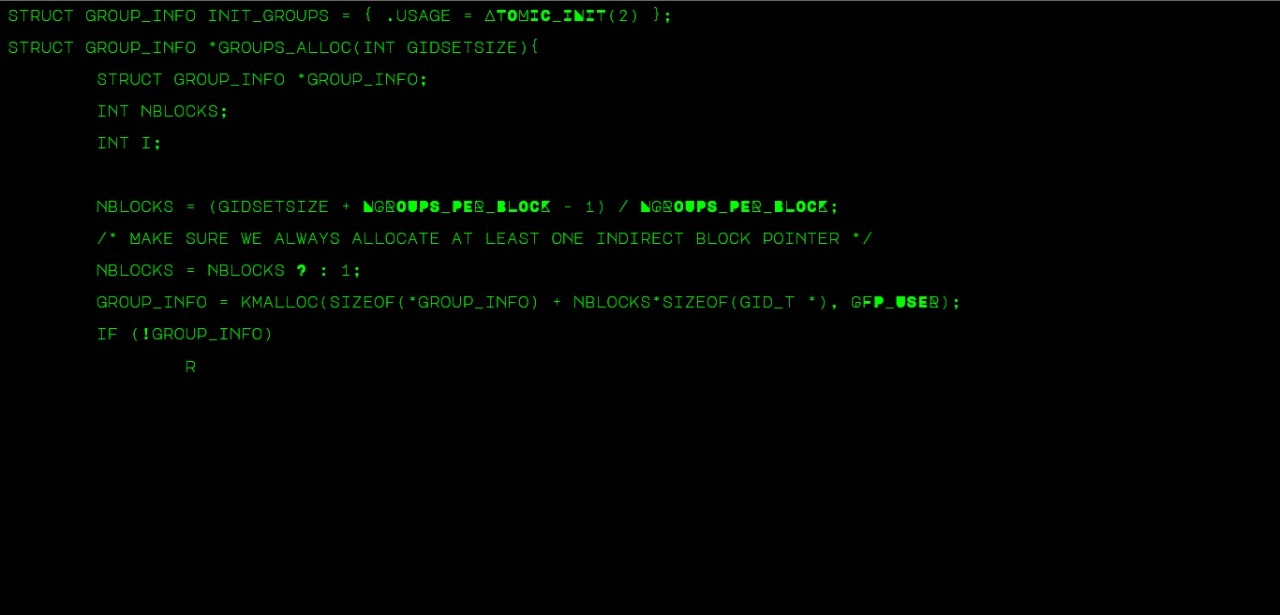 STRUCT GROUP_INFO INIT_GROUPS = { .USAGE = ATOMIC_INIT(2) };
STRUCT GROUP_INFO *GROUPS_ALLOC(INT GIDSETSIZE){
STRUCT GROUP_INFO *GROUP_INFO;
INT NBLOCKS;
INT I;
NBLOCKS = (GIDSETSIZE + NGROUPS_PER_BLOCK - 1) / NGROUPS_PER_BLOCK;
/* MAKE SURE WE ALWAYS ALLOCATE AT LEAST ONE INDIRECT BLOCK POINTER */
NBLOCKS = NBLOCKS ? : 1;
GROUP_INFO = KMALLOC(SIZEOF(*GROUP_INFO) + NBLOCKS*SIZEOF(GID_T *), GFP_USER);
IF (!GROUP_INFO)
R